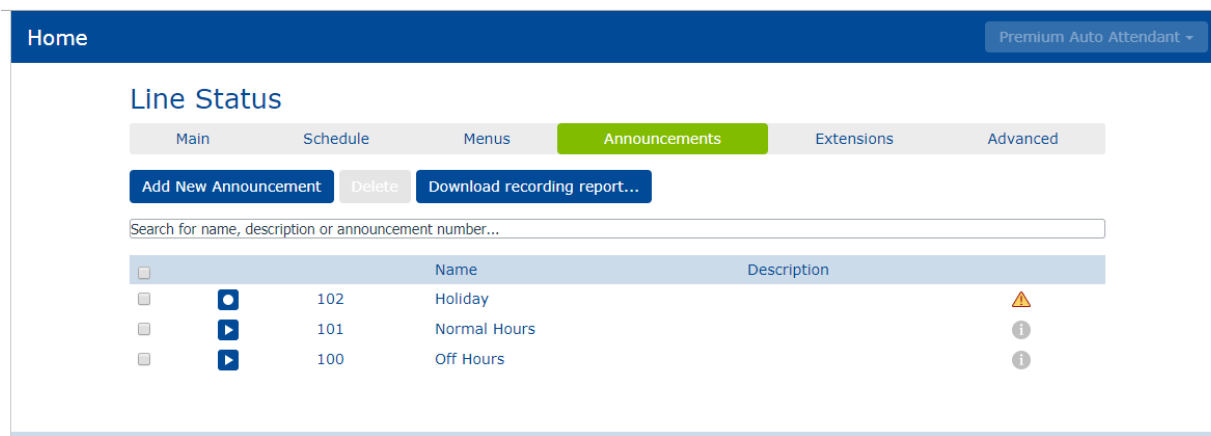 Home
Premium Auto Attendant
Line Status
Main Schedule Menus Announcements Extensions Advanced
Add New Announcement Delete Download recording report...
Search for name, description or announcement number...
Name Description
102 Holiday
101 Normal Hours
100 Off Hours